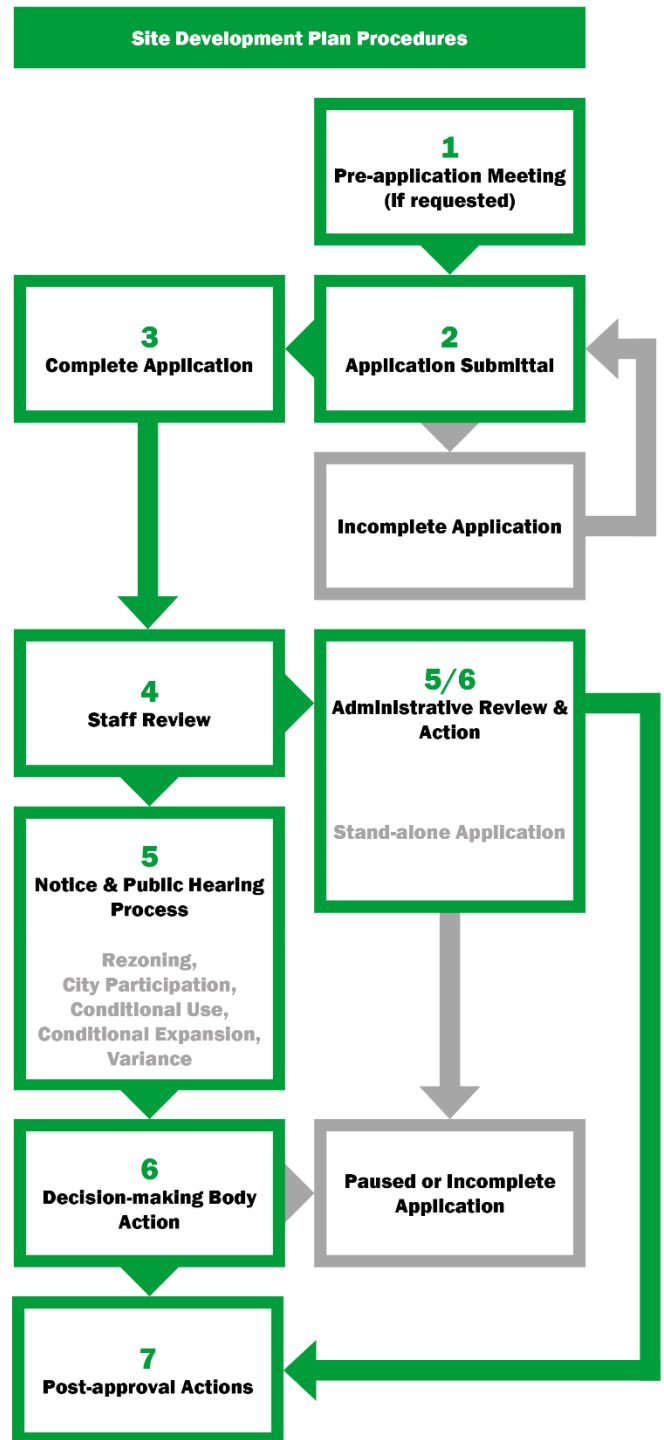 Site Development Plan Procedures
1
Pre-application Meeting
(if requested)
3
Complete Application
2
Application Submittal
Incomplete Application
4
Staff Review
5/6
Administrative Review &
Action
Stand-alone Application
5
Notice & Public Hearing
Process
Rezoning,
City Participation,
Conditional Use,
Conditional Expansion,
Variance
6
Decision-making Body
Action
Paused or Incomplete
Application
7
Post-approval Actions